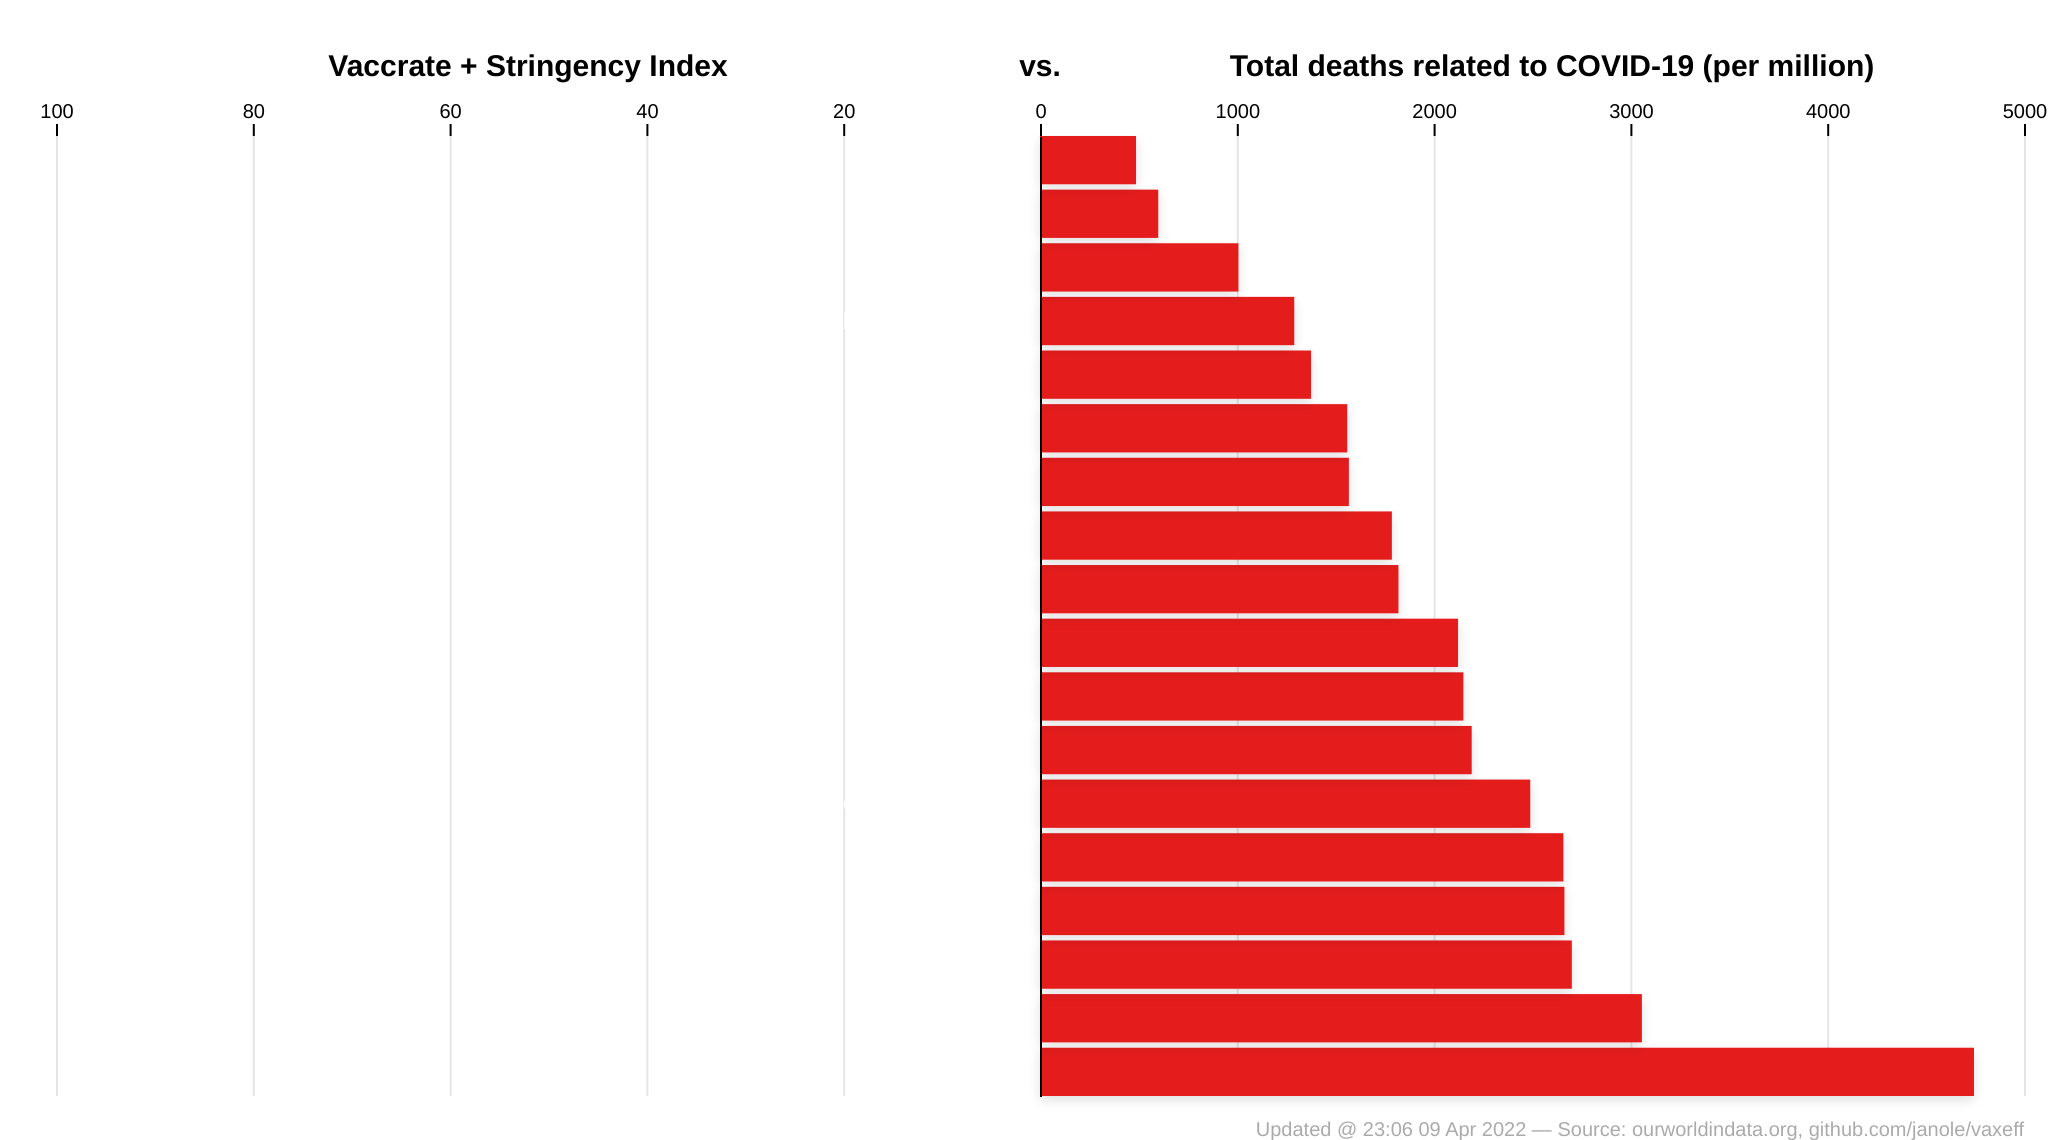 Vaccrate + Stringency Index vs. Total deaths related to COVID-19 (per million)
100 80 60 40 20 0 1000 2000 3000 4000 5000
Updated @ 23:06 09 Apr 2022 — Source: ourworldindata.org, github.com/janole/vaxeff